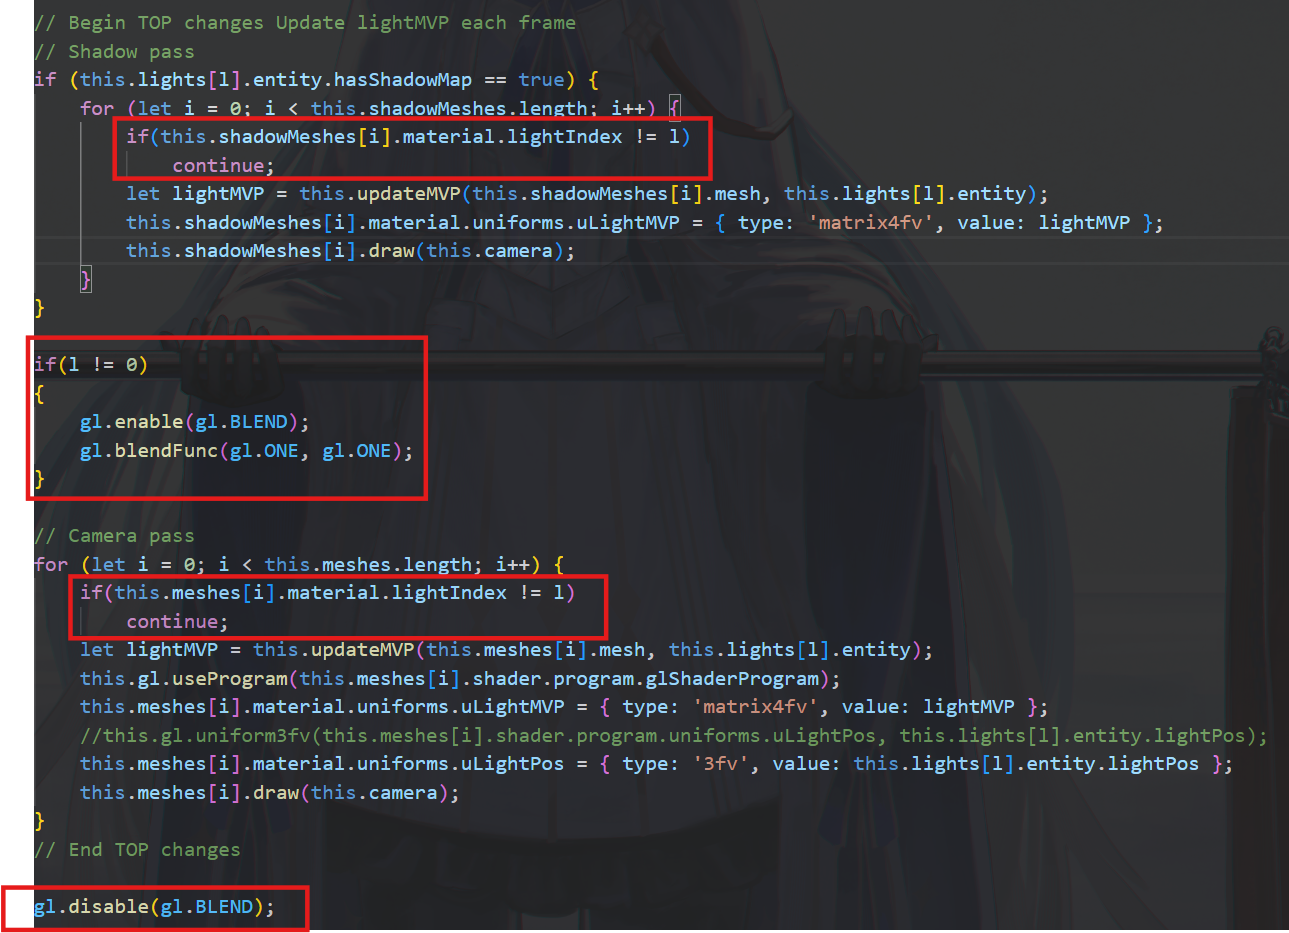 // Begin TOP changes Update lightMVP each frame
// Shadow pass
if (this.lights[l].entity.hasShadowMap == true) {
    for (let i = 0; i < this.shadowMeshes.length; i++) {
        if(this.shadowMeshes[i].material.lightIndex != l)
            continue;
        let lightMVP = this.updateMVP(this.shadowMeshes[i].mesh, this.lights[l].entity);
        this.shadowMeshes[i].material.uniforms.uLightMVP = { type: 'matrix4fv', value: lightMVP };
        this.shadowMeshes[i].draw(this.camera);
    }
}
if(l != 0)
{
    gl.enable(gl.BLEND);
    gl.blendFunc(gl.ONE, gl.ONE);
}
// Camera pass
for (let i = 0; i < this.meshes.length; i++) {
    if(this.meshes[i].material.lightIndex != l)
        continue;
    let lightMVP = this.updateMVP(this.meshes[i].mesh, this.lights[l].entity);
    this.gl.useProgram(this.meshes[i].shader.program.glShaderProgram);
    this.meshes[i].material.uniforms.uLightMVP = { type: 'matrix4fv', value: lightMVP };
    //this.gl.uniform3fv(this.meshes[i].shader.program.uniforms.uLightPos, this.lights[l].entity.lightPos);
    this.meshes[i].material.uniforms.uLightPos = { type: '3fv', value: this.lights[l].entity.lightPos };
    this.meshes[i].draw(this.camera);
}
// End TOP changes
gl.disable(gl.BLEND);